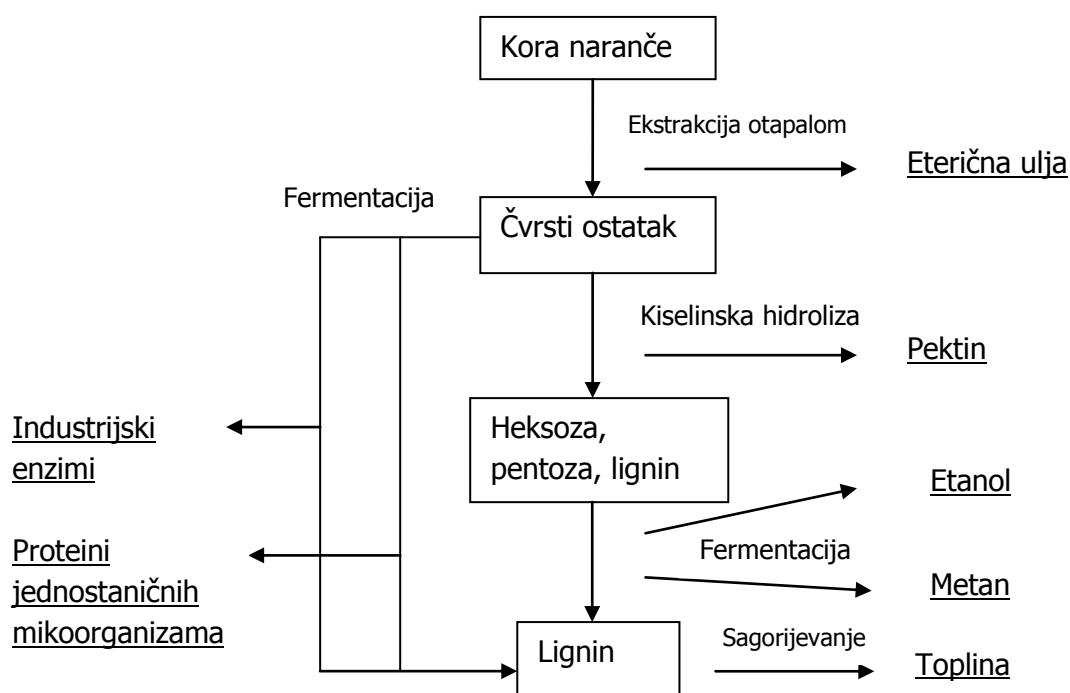 Kora naranče
Ekstrakcija otapalom
Eterična ulja
Fermentacija
Čvrsti ostatak
Kiselinska hidroliza
Pektin
Industrijski
enzimi
Heksoza,
pentoza, lignin
Etanol
Fermentacija
Metan
Proteini
jednostaničnih
mikoorganizama
Lignin
Sagorijevanje
Toplina